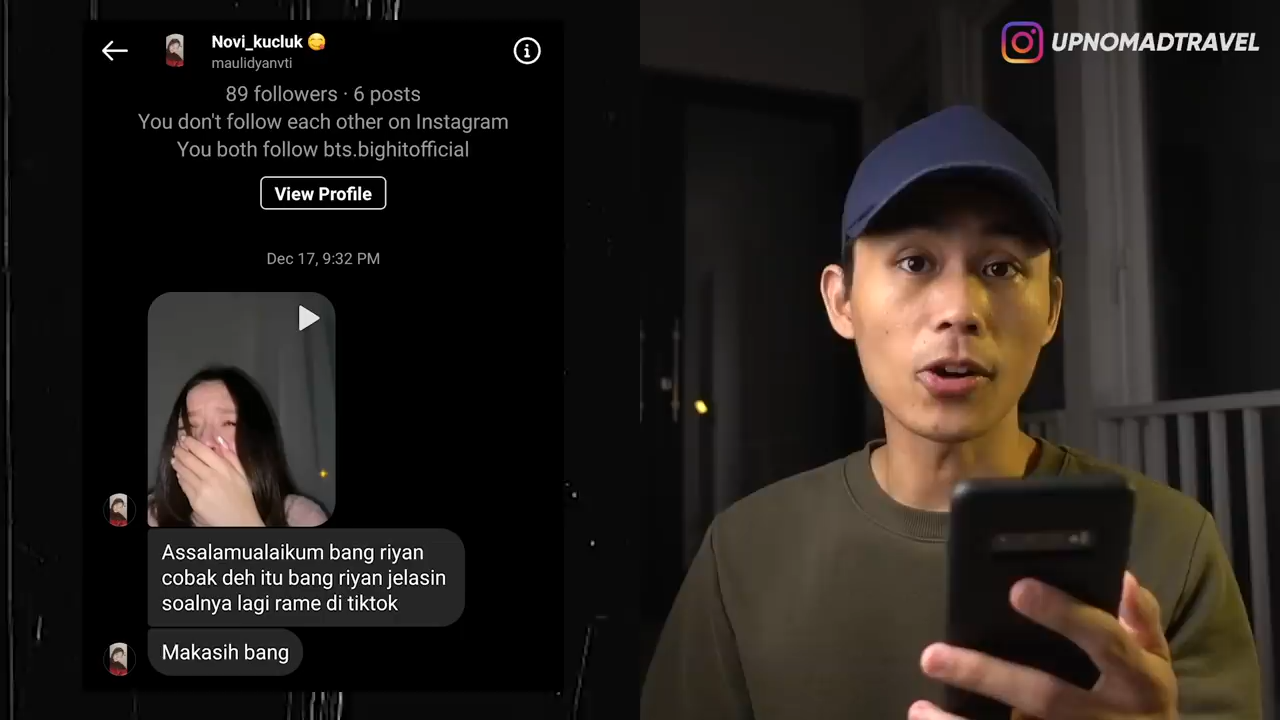 Novi_kucluk 😋
maulidyanvti
89 followers · 6 posts
You don't follow each other on Instagram
You both follow bts.bighitofficial
View Profile
Dec 17, 9:32 PM
Assalamualaikum bang riyan
cobak deh itu bang riyan jelasin
soalnya lagi rame di tiktok
Makasih bang
UPNOMADTRAVEL